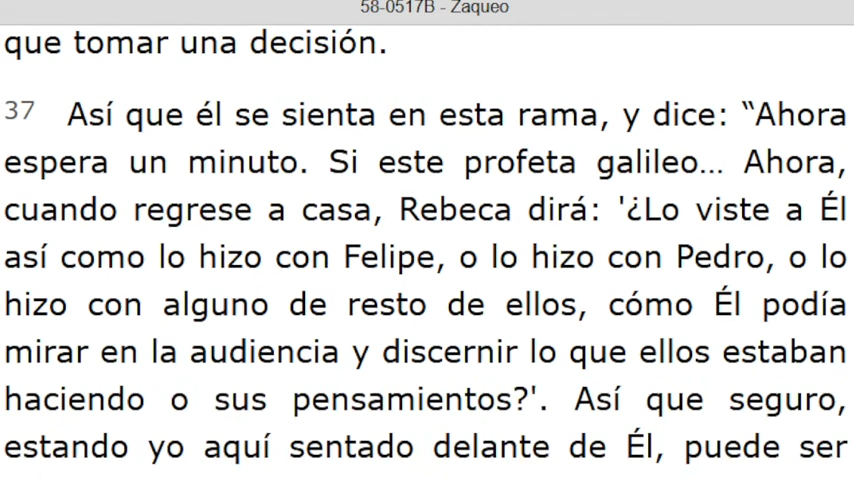 58-0517B - Zaqueo
que tomar una decisión.
37 Así que él se sienta en esta rama, y dice: “Ahora
espera un minuto. Si este profeta galileo... Ahora,
cuando regrese a casa, Rebeca dirá: '¿Lo viste a Él
así como lo hizo con Felipe, o lo hizo con Pedro, o lo
hizo con alguno de resto de ellos, cómo Él podía
mirar en la audiencia y discernir lo que ellos estaban
haciendo o sus pensamientos?'. Así que seguro,
estando yo aquí sentado delante de Él, puede ser